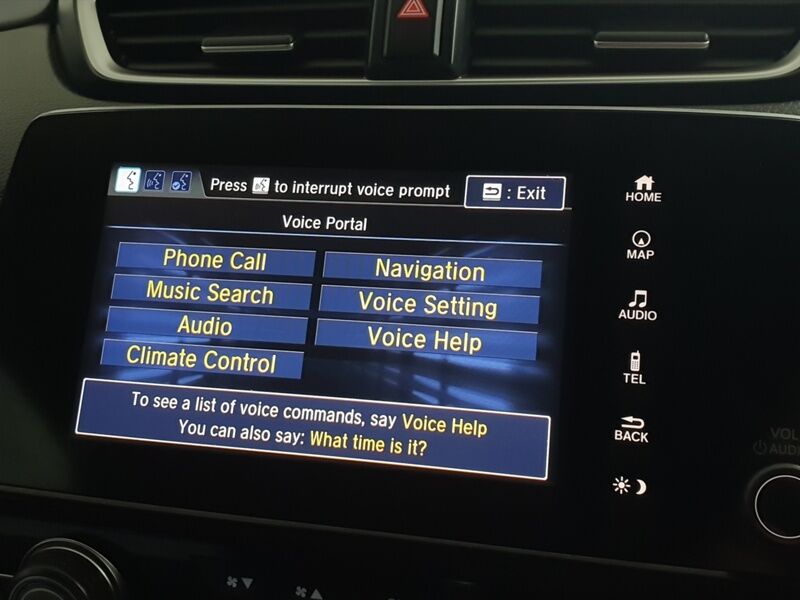 Press to interrupt voice prompt
: Exit
Voice Portal
Phone Call
Navigation
Music Search
Voice Setting
Audio
Voice Help
Climate Control
To see a list of voice commands, say Voice Help
You can also say: What time is it?
HOME
MAP
AUDIO
TEL
BACK
VOL
AUDI